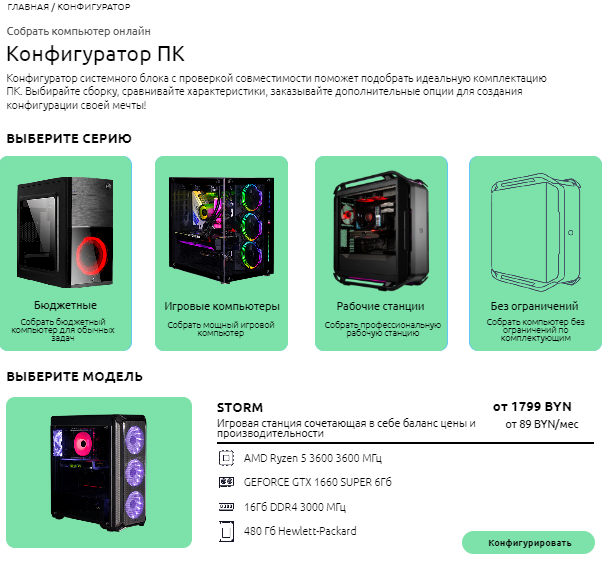 ГЛАВНАЯ / КОНФИГУРАТОР
Собрать компьютер онлайн
Конфигуратор ПК
Конфигуратор системного блока с проверкой совместимости поможет подобрать идеальную комплектацию
ПК. Выбирайте сборку, сравнивайте характеристики, заказывайте дополнительные опции для создания
конфигурации своей мечты!
ВЫБЕРИТЕ СЕРИЮ
Бюджетные
Собрать бюджетный
компьютер для обычных
задач
Игровые компьютеры
Собрать мощный игровой
компьютер
Рабочие станции
Собрать профессиональную
рабочую станцию
Без ограничений
Собрать компьютер без
ограничений по
комплектующим
ВЫБЕРИТЕ МОДЕЛЬ
STORM
от 1799 BYN
Игровая станция сочетающая в себе баланс цены и
производительности
от 89 BYN/мес
AMD Ryzen 5 3600 3600 МГц
GEFORCE GTX 1660 SUPER 6Гб
16Гб DDR4 3000 МГц
480 Гб Hewlett-Packard
Конфигурировать